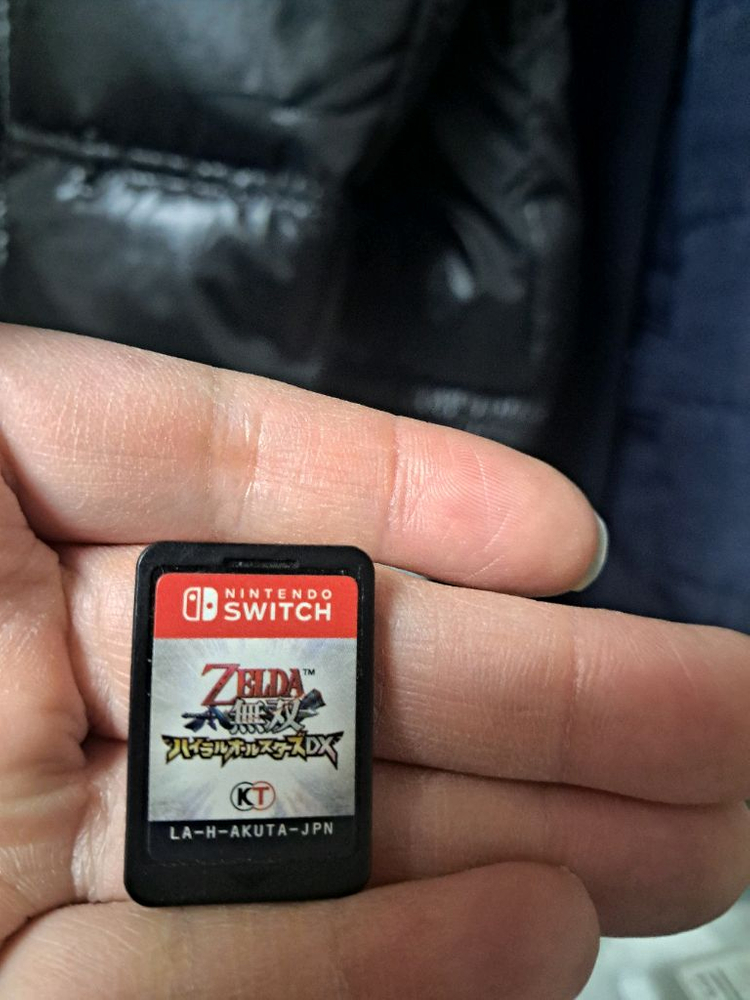 NINTENDO
SWITCH
ZELDA™
無双
ハイラルオールスターズDX
KT
LA-H-AKUTA-JPN